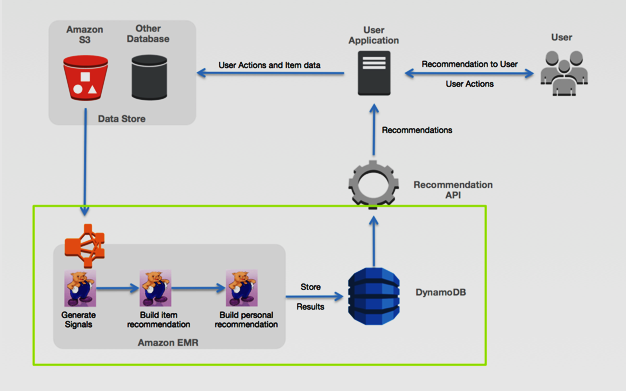 Amazon
S3
Other
Database
Data Store
User Actions and Item data
User
Application
Recommendation to User
User Actions
User
Recommendations
Recommendation
API
Generate
Signals
Build item
recommendation
Build personal
recommendation
Amazon EMR
Store
Results
DynamoDB